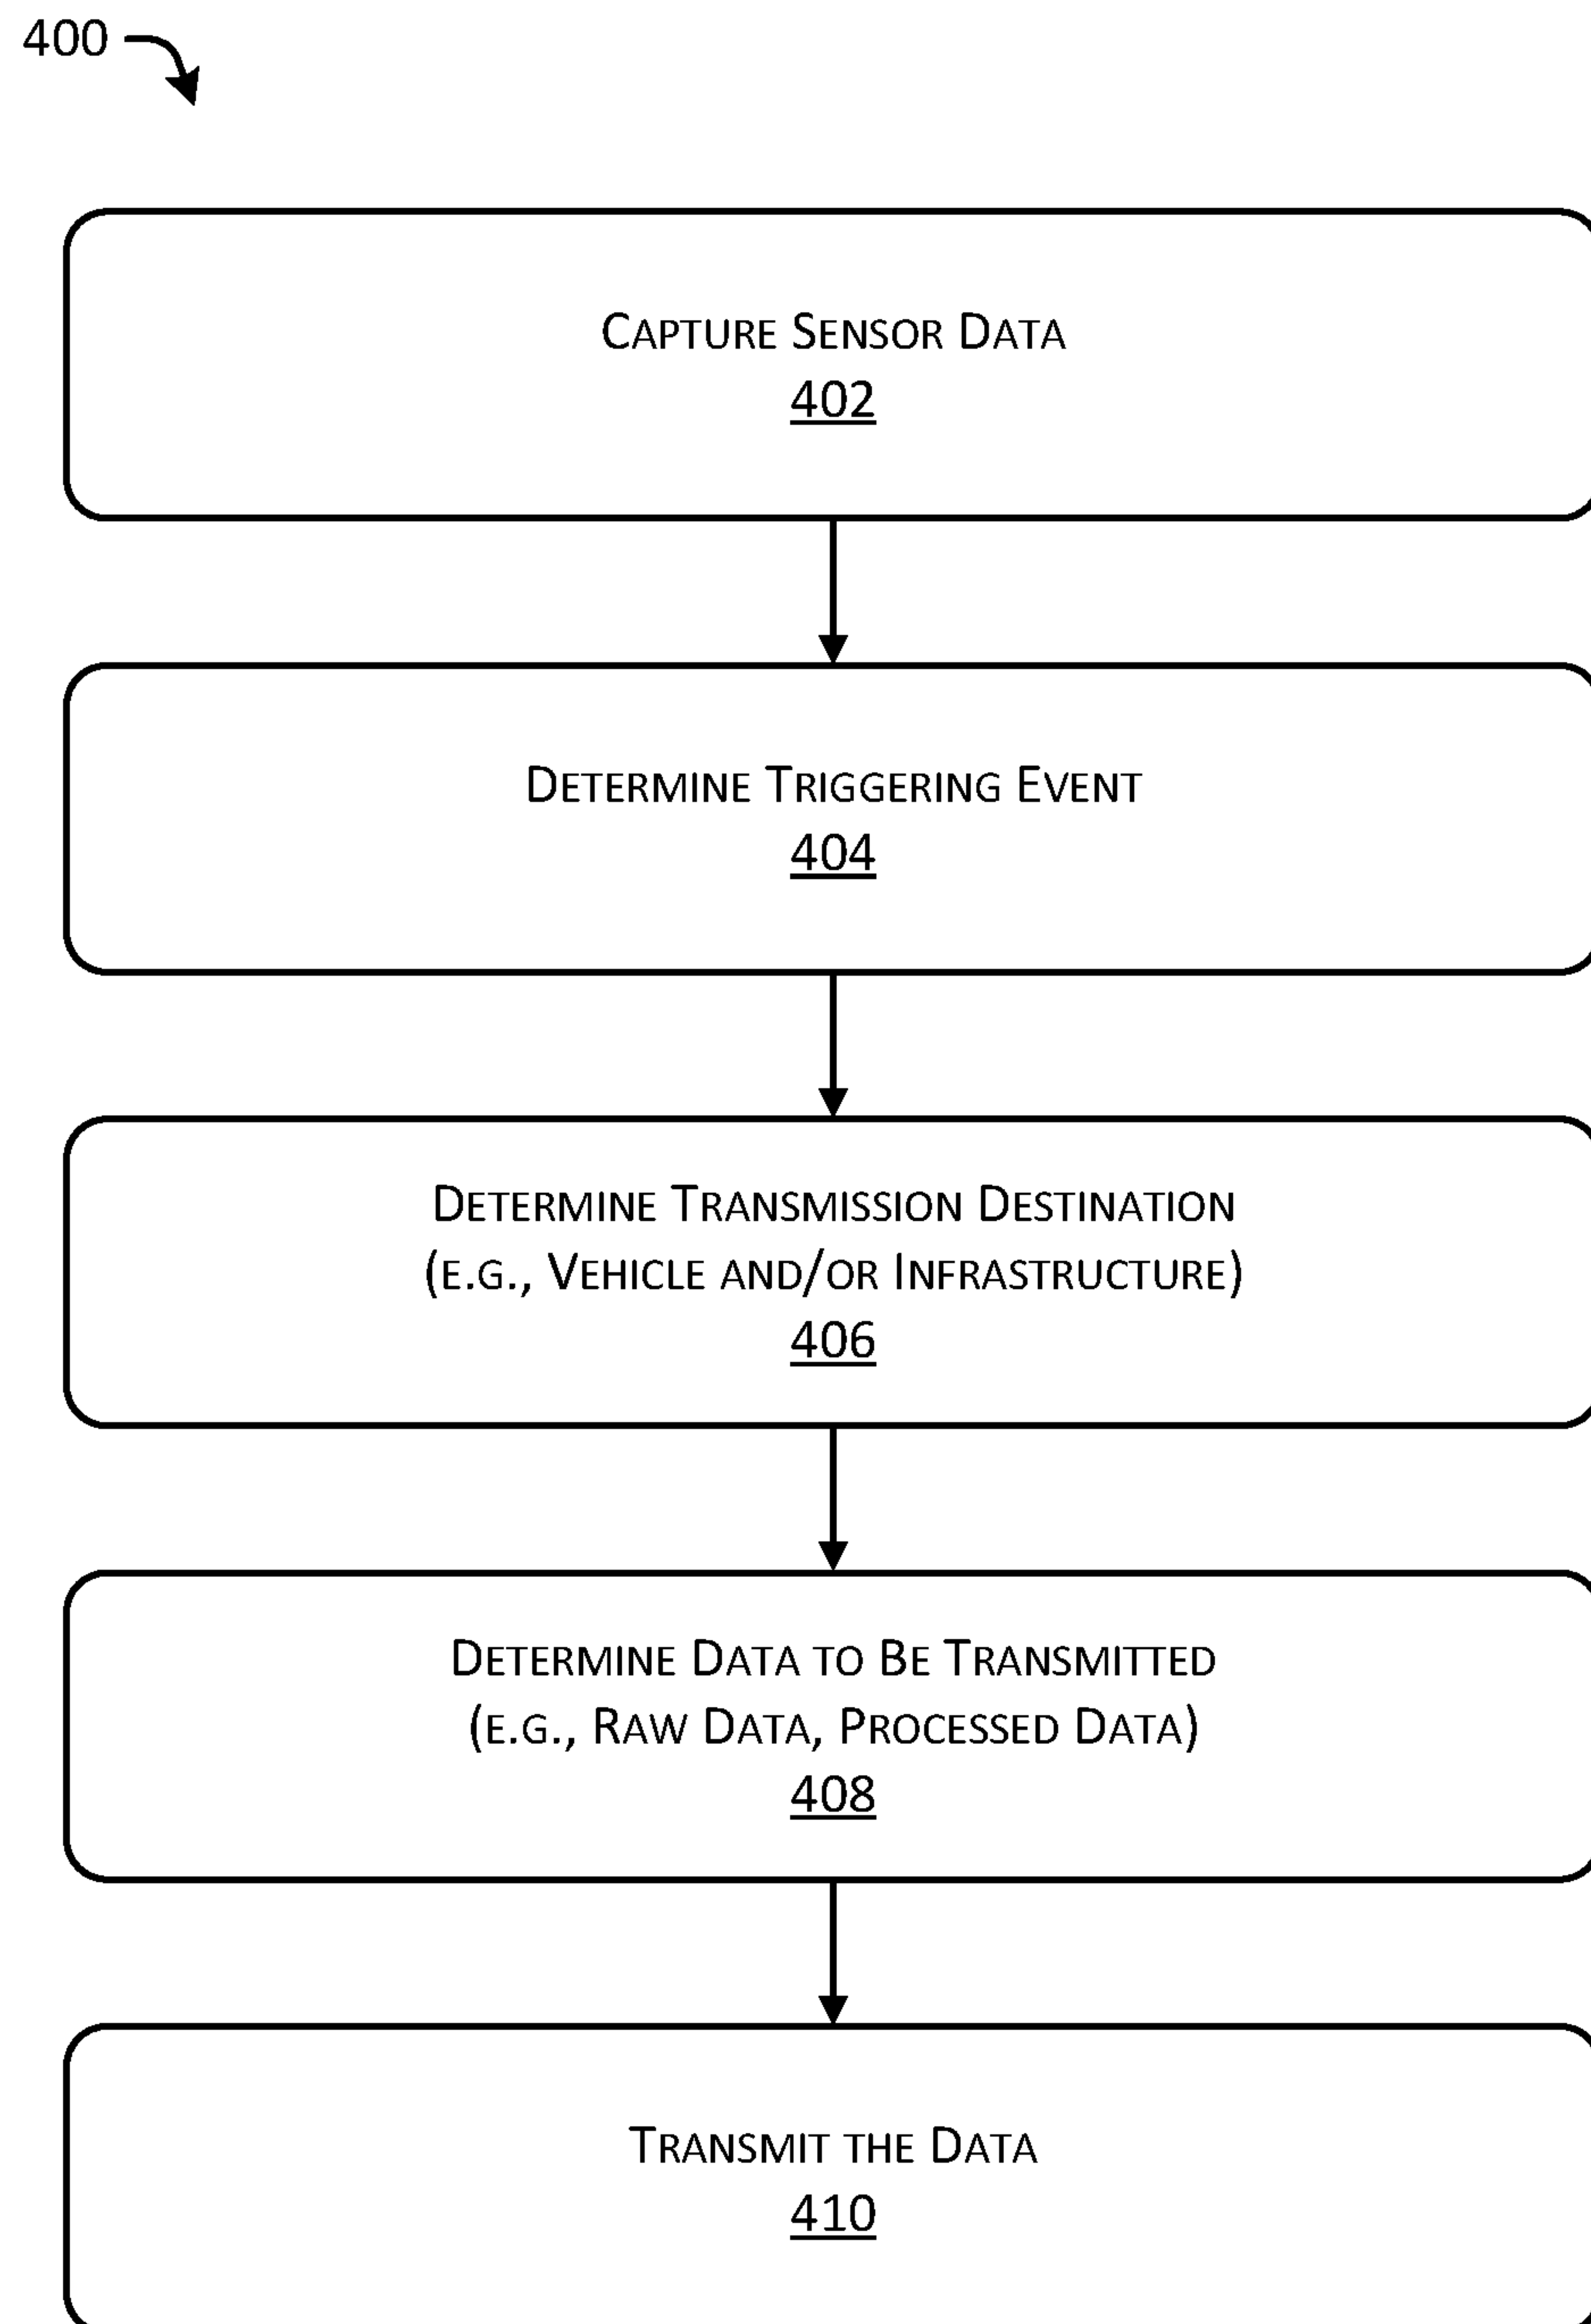 400
Capture Sensor Data
402
Determine Triggering Event
404
Determine Transmission Destination
(e.g., Vehicle and/or Infrastructure)
406
Determine Data to Be Transmitted
(e.g., Raw Data, Processed Data)
408
Transmit the Data
410